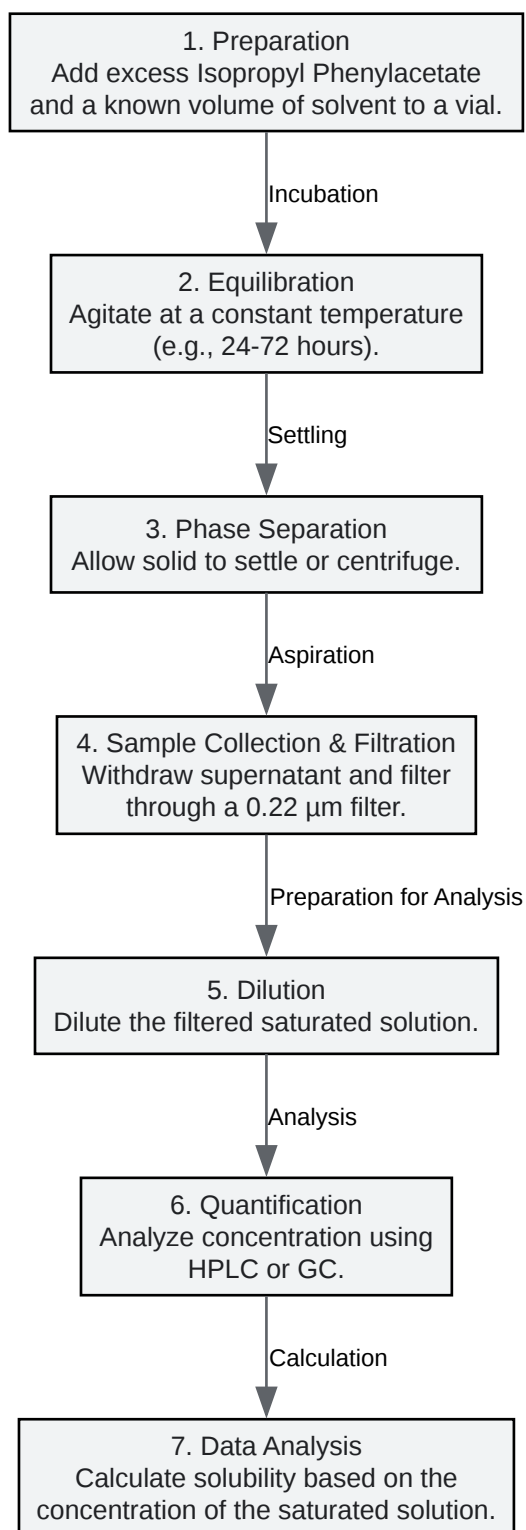 1. Preparation
Add excess Isopropyl Phenylacetate
and a known volume of solvent to a vial.
Incubation
2. Equilibration
Agitate at a constant temperature
(e.g., 24-72 hours).
Settling
3. Phase Separation
Allow solid to settle or centrifuge.
Aspiration
4. Sample Collection & Filtration
Withdraw supernatant and filter
through a 0.22 µm filter.
Preparation for Analysis
5. Dilution
Dilute the filtered saturated solution.
Analysis
6. Quantification
Analyze concentration using
HPLC or GC.
Calculation
7. Data Analysis
Calculate solubility based on the
concentration of the saturated solution.